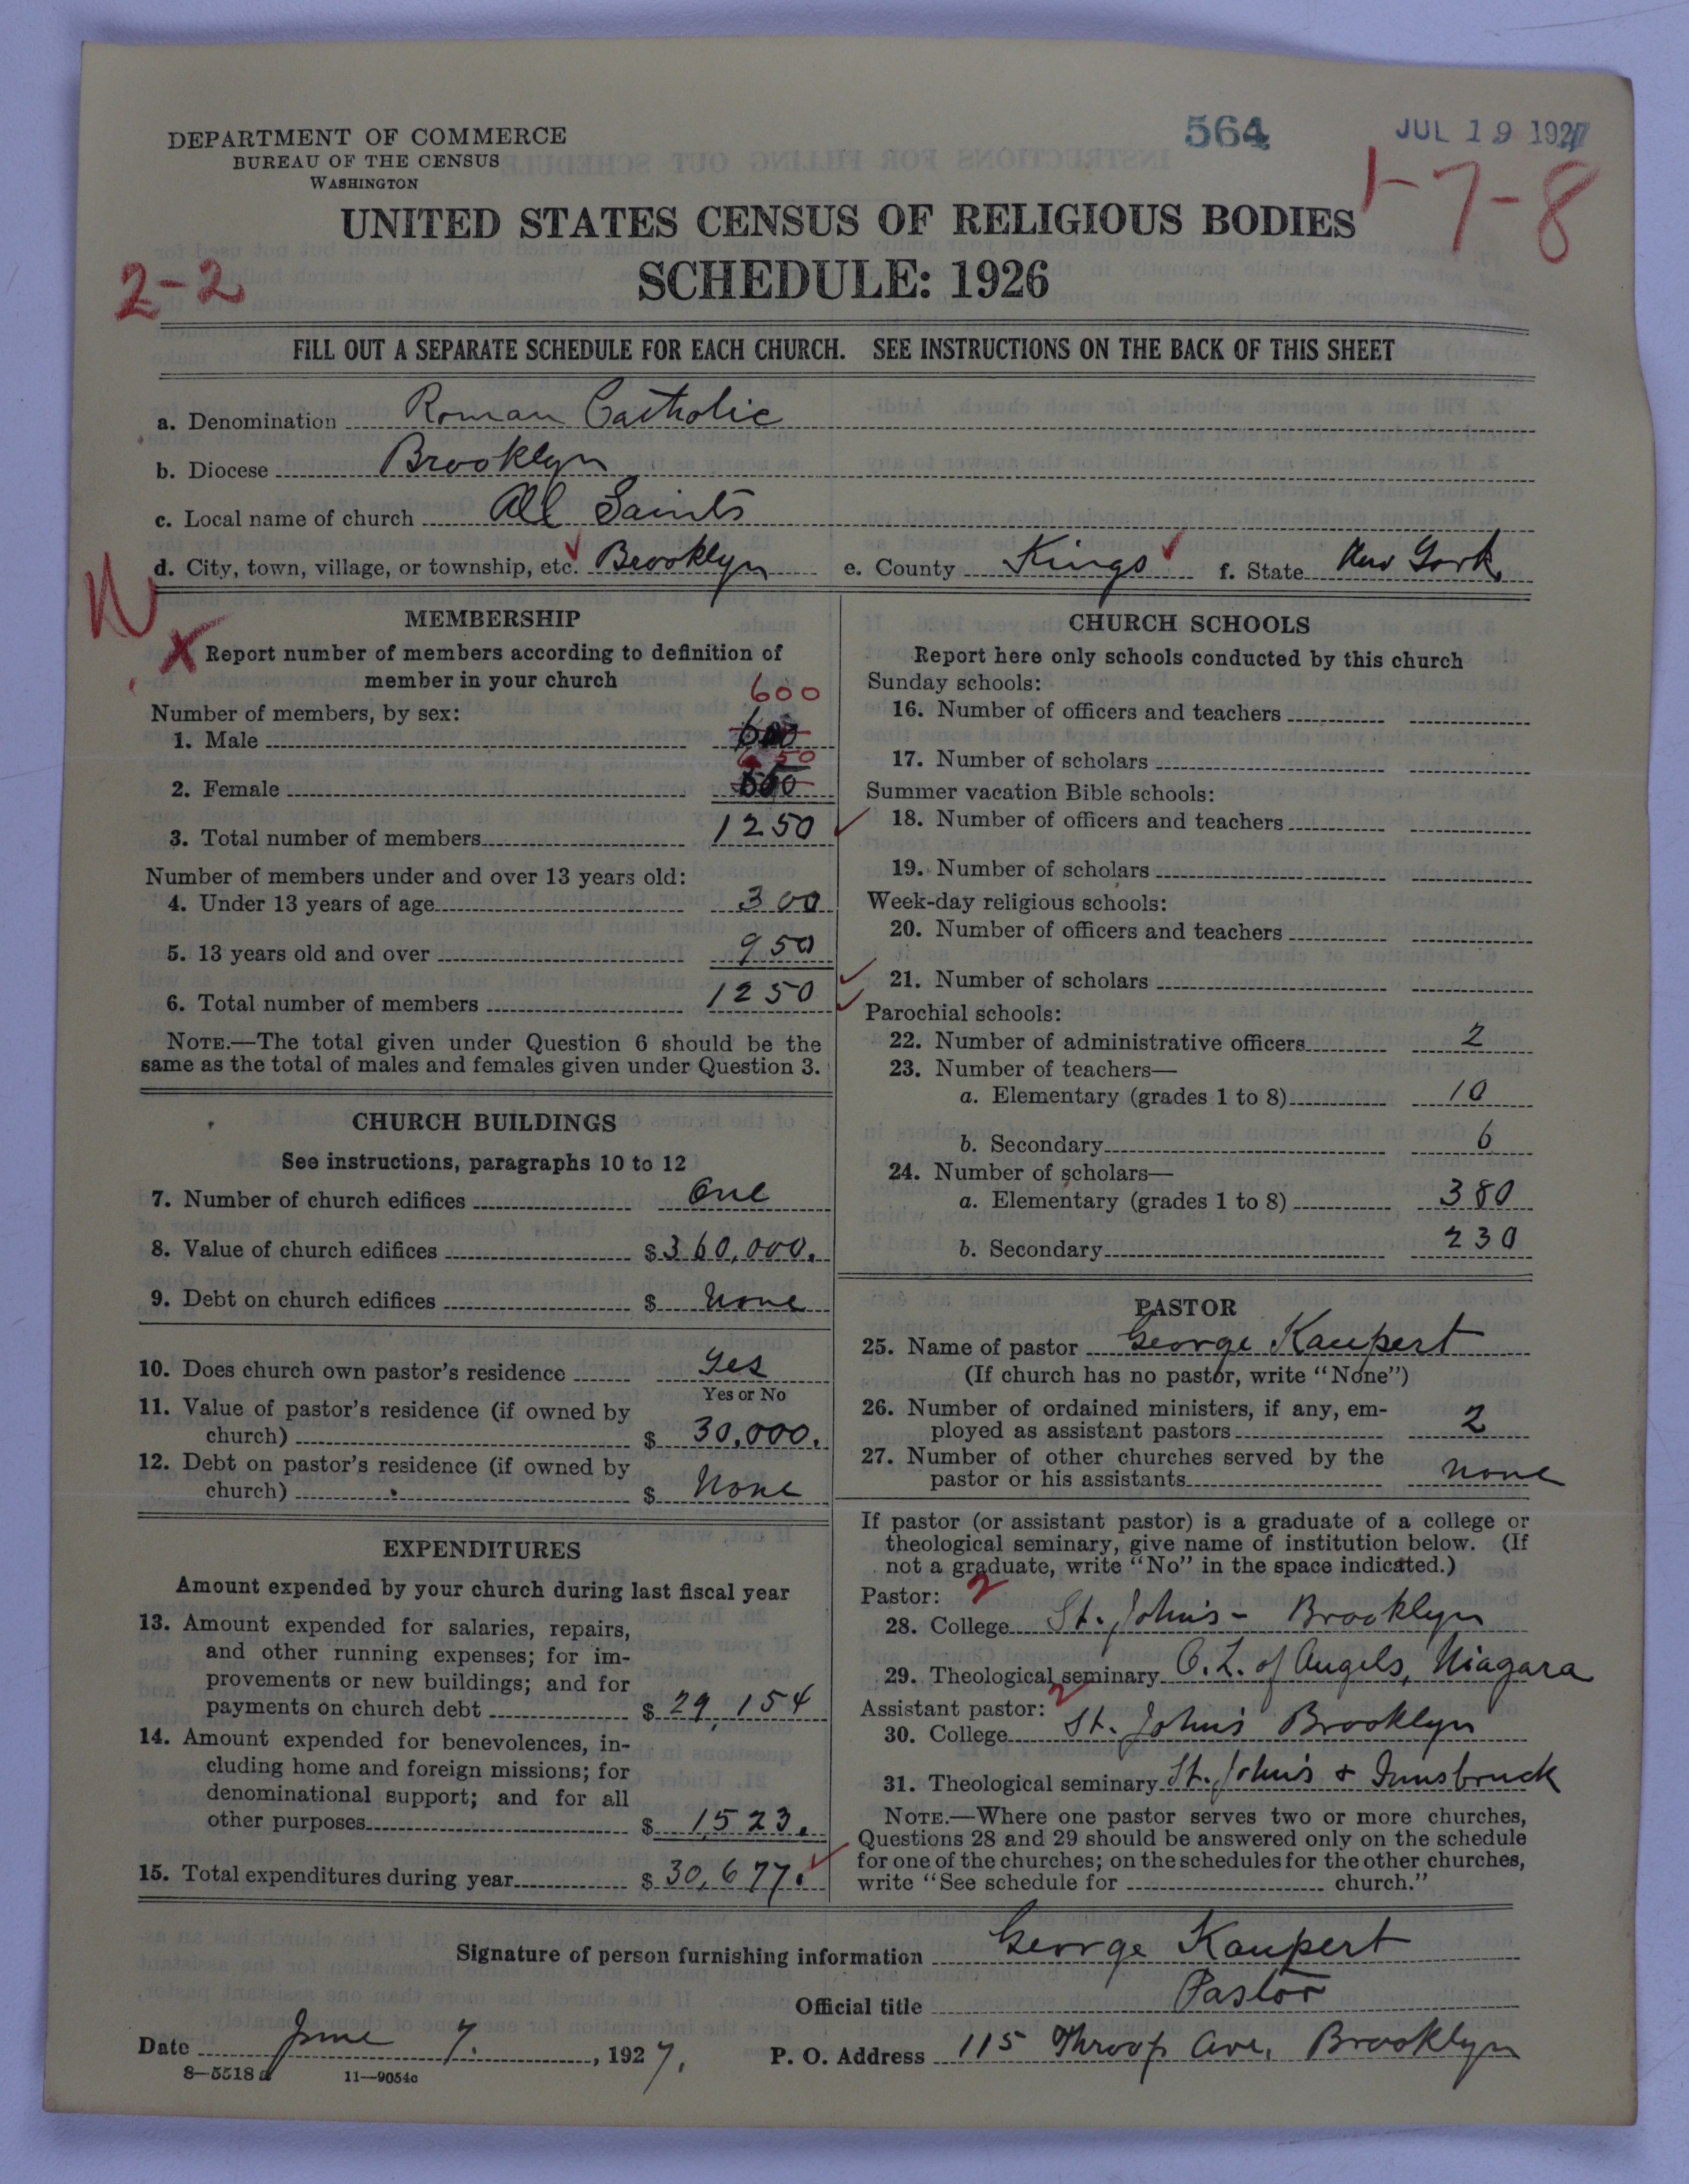 DEPARTMENT OF COMMERCE
BUREAU OF THE CENSUS
WASHINGTON
564
JUL 19 1927
1-7-8
UNITED STATES CENSUS OF RELIGIOUS BODIES
2-2
SCHEDULE: 1926
FILL OUT A SEPARATE SCHEDULE FOR EACH CHURCH. SEE INSTRUCTIONS ON THE BACK OF THIS SHEET
a. Denomination Roman Catholic
b. Diocese Brooklyn
c. Local name of church All Saints
d. City, town, village, or township, etc. Brooklyn e. County Kings f. State New York.
MEMBERSHIP
Report number of members according to definition of
member in your church
600
Number of members, by sex:
1. Male 600
650
2. Female
3. Total number of members 1250
Number of members under and over 13 years old:
4. Under 13 years of age 300
5. 13 years old and over 950
6. Total number of members 1250
NOTE.—The total given under Question 6 should be the
same as the total of males and females given under Question 3.
CHURCH BUILDINGS
See instructions, paragraphs 10 to 12
7. Number of church edifices One
8. Value of church edifices $360,000.
9. Debt on church edifices $ None
10. Does church own pastor's residence Yes
Yes or No
11. Value of pastor's residence (if owned by
church) $ 30,000.
12. Debt on pastor's residence (if owned by
church) $ None
EXPENDITURES
Amount expended by your church during last fiscal year
13. Amount expended for salaries, repairs,
and other running expenses; for im-
provements or new buildings; and for
payments on church debt $ 29,154
14. Amount expended for benevolences, in-
cluding home and foreign missions; for
denominational support; and for all
other purposes $ 1523.
15. Total expenditures during year $ 30,677.
CHURCH SCHOOLS
Report here only schools conducted by this church
Sunday schools:
16. Number of officers and teachers
17. Number of scholars
Summer vacation Bible schools:
18. Number of officers and teachers
19. Number of scholars
Week-day religious schools:
20. Number of officers and teachers
21. Number of scholars
Parochial schools:
22. Number of administrative officers 2
23. Number of teachers—
a. Elementary (grades 1 to 8) 10
b. Secondary 6
24. Number of scholars—
a. Elementary (grades 1 to 8) 380
b. Secondary 230
PASTOR
25. Name of pastor George Kaupert
(If church has no pastor, write "None")
26. Number of ordained ministers, if any, em-
ployed as assistant pastors 2
27. Number of other churches served by the
pastor or his assistants none
If pastor (or assistant pastor) is a graduate of a college or
theological seminary, give name of institution below. (If
not a graduate, write "No" in the space indicated.)
Pastor: 2
28. College St. John's - Brooklyn
29. Theological seminary O. L. of Angels, Niagara
Assistant pastor: 2
30. College St. John's Brooklyn
31. Theological seminary St. John's & Innsbruck
NOTE.—Where one pastor serves two or more churches,
Questions 28 and 29 should be answered only on the schedule
for one of the churches; on the schedules for the other churches,
write "See schedule for church."
Signature of person furnishing information George Kaupert
Official title Pastor
Date June 7. , 1927. P. O. Address 115 Throop Ave, Brooklyn
8—5518a 11—9054c